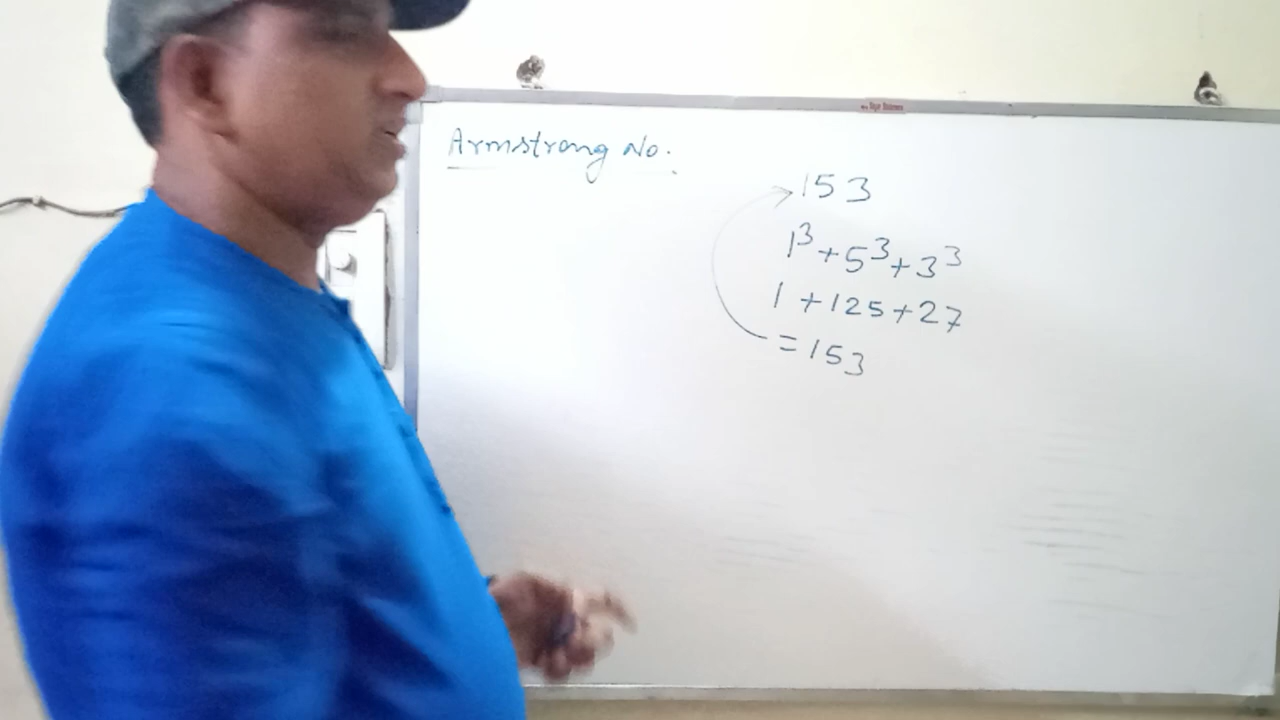 Armstrong No.
153
1³+5³+3³
1+125+27
=153